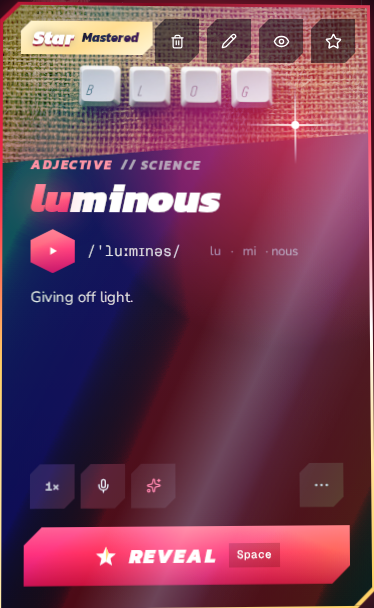 Star Mastered
B L O G
ADJECTIVE // SCIENCE
luminous
/ˈluːmɪnəs/ lu · mi · nous
Giving off light.
1×
REVEAL Space